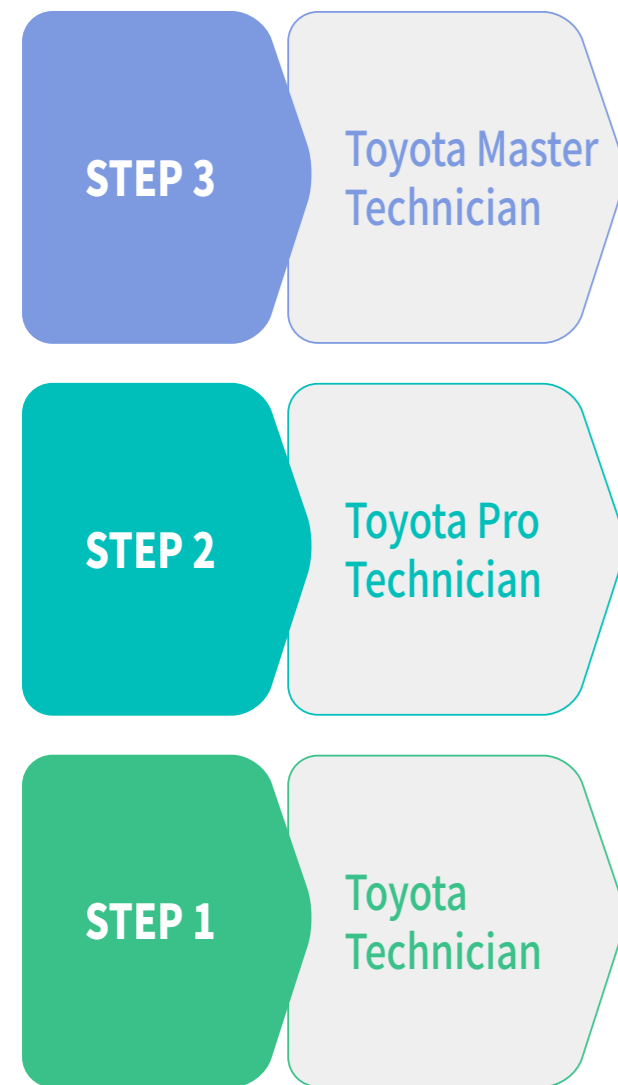 STEP 3
Toyota Master
Technician
STEP 2
Toyota Pro
Technician
STEP 1
Toyota
Technician